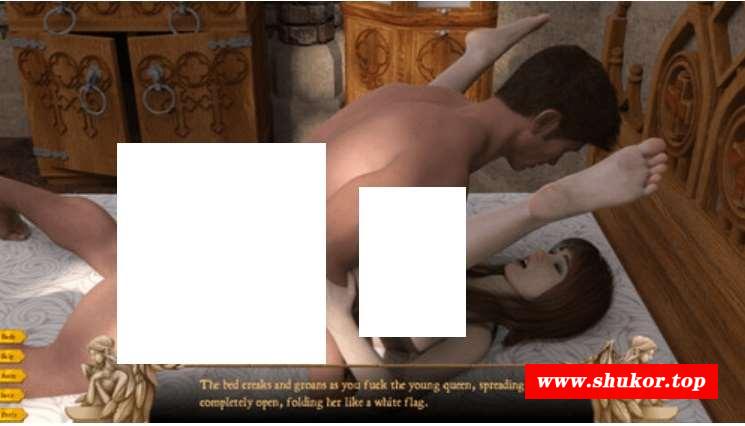 The bed creaks and groans as you fuck the young queen, spreading
completely open, folding her like a white flag.
www.shukor.top